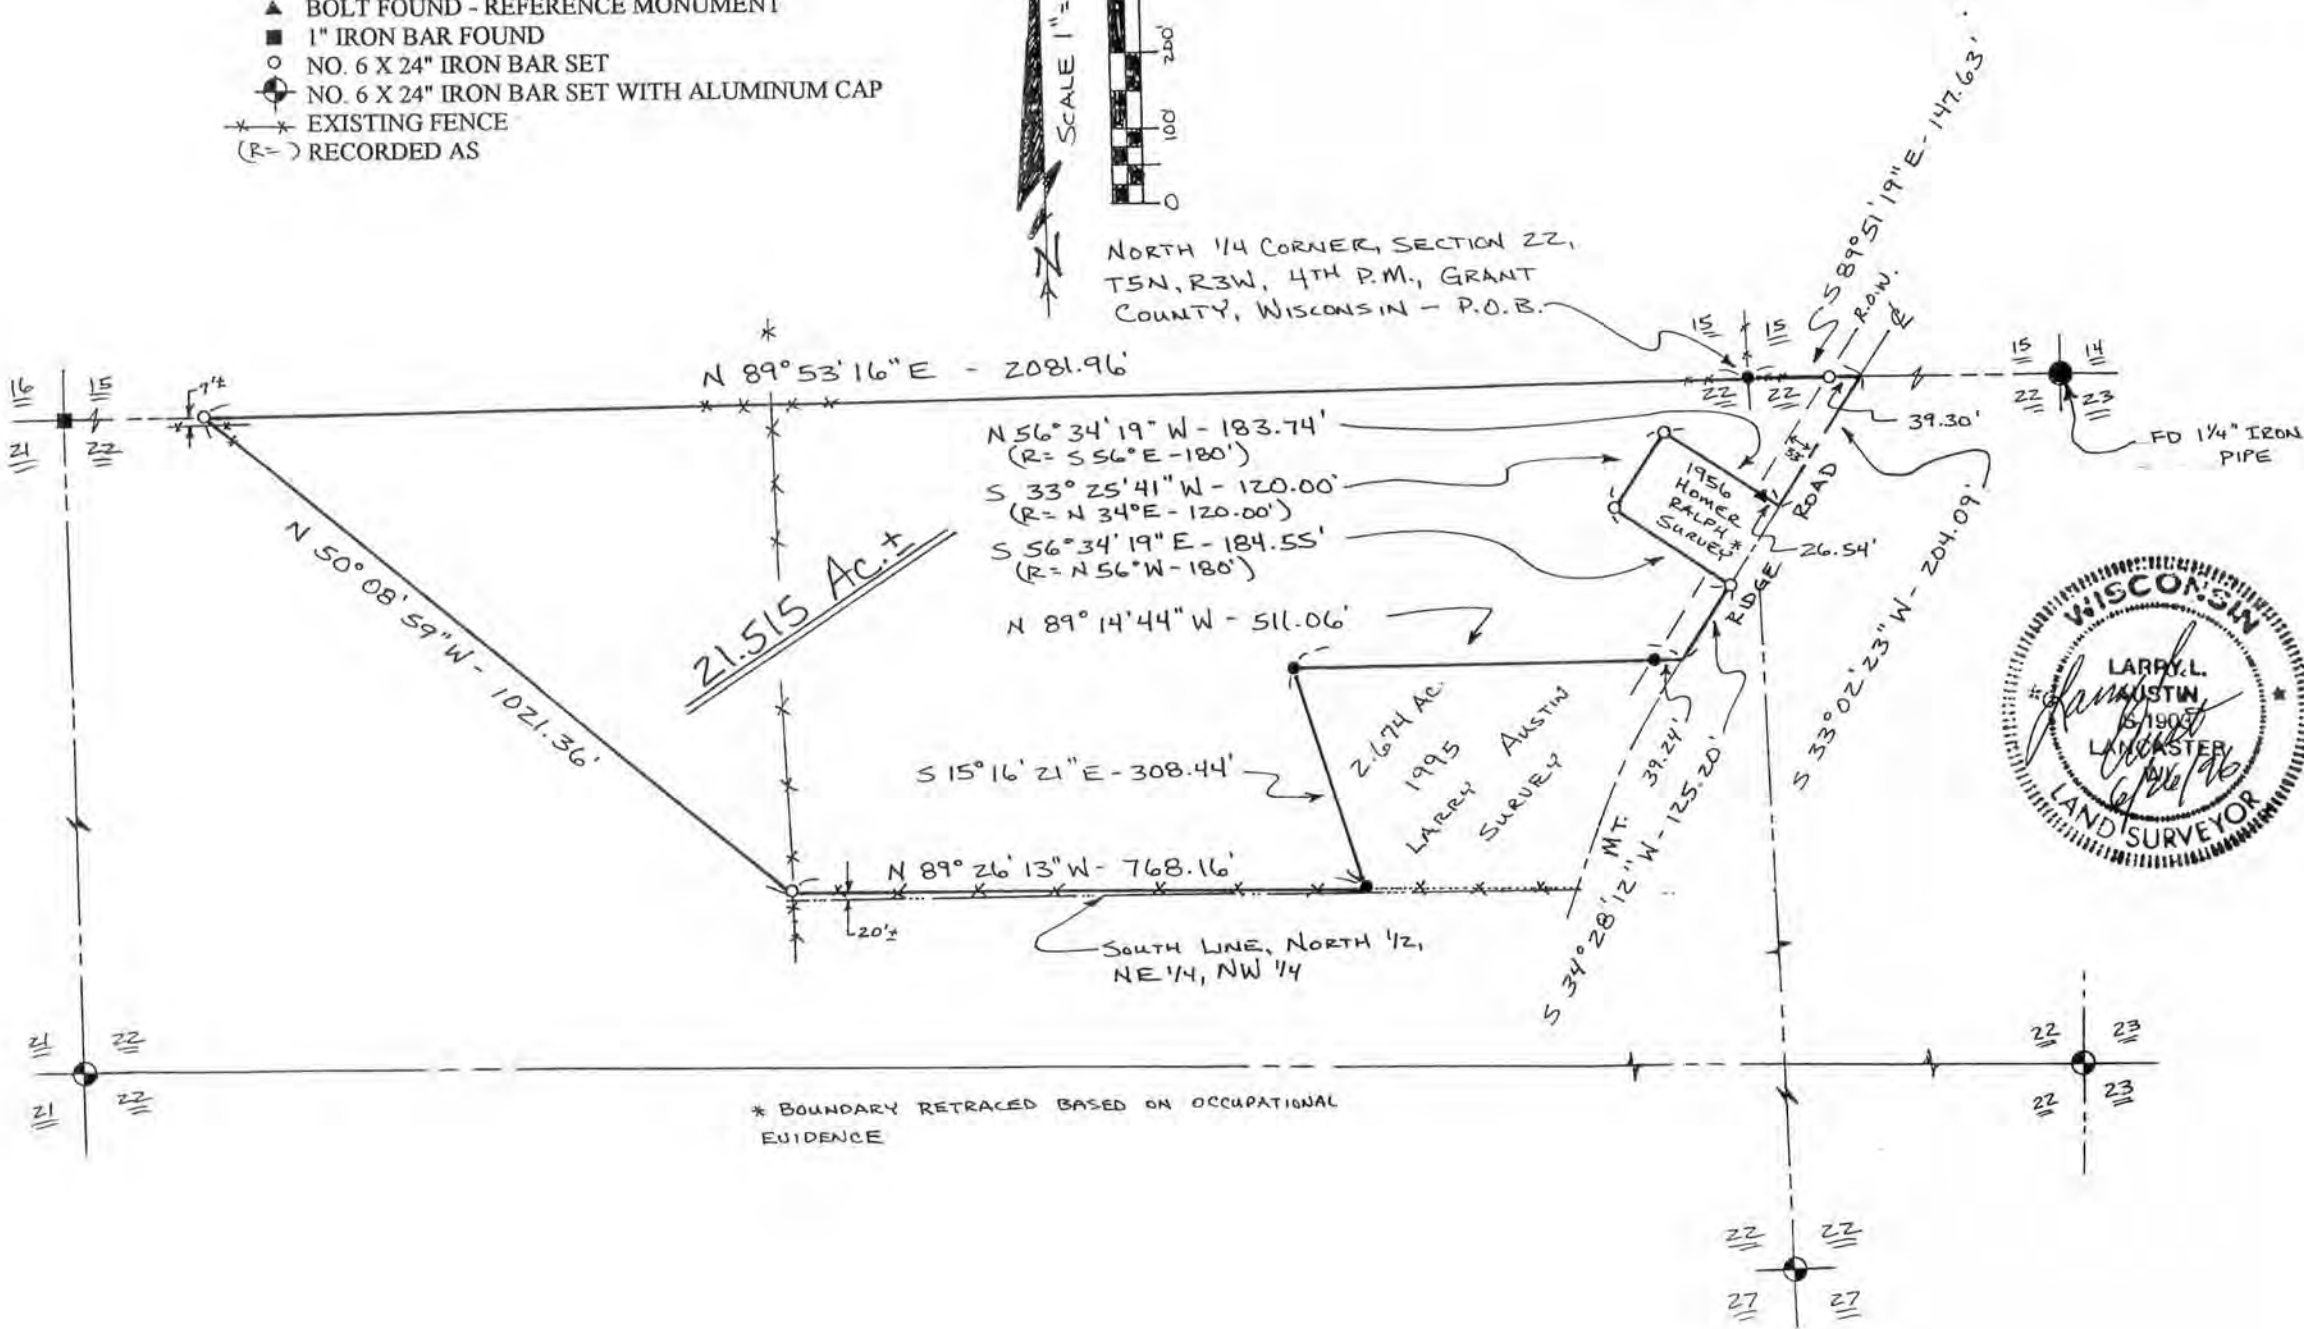 BOLT FOUND - REFERENCE MONUMENT
1" IRON BAR FOUND
NO. 6 X 24" IRON BAR SET
NO. 6 X 24" IRON BAR SET WITH ALUMINUM CAP
EXISTING FENCE
(R= ) RECORDED AS
SCALE 1"=
200'
100'
0
N
NORTH 1/4 CORNER, SECTION 22,
T5N, R3W, 4TH P.M., GRANT
COUNTY, WISCONSIN - P.O.B.
S 89°51'19"E - 147.63'
R.O.W.
℄
16 15
21 22
7'±
N 89°53'16"E - 2081.96'
15 15
22 22
15 14
22 23
39.30'
FD 1 1/4" IRON
PIPE
N 56°34'19" W - 183.74'
(R= S 56°E - 180')
S 33°25'41" W - 120.00'
(R= N 34°E - 120.00')
S 56°34'19" E - 184.55'
(R= N 56°W - 180')
N 89°14'44" W - 511.06'
1956
HOMER
RALPH *
SURVEY
53'±
26.54'
MT. RIDGE ROAD
S 33°02'23" W - 204.09'
N 50°08'59"W - 1021.36'
21.515 Ac.±
S 15°16'21"E - 308.44'
2.674 Ac.
1995
LARRY AUSTIN
SURVEY
39.24'
S 34°28'12" W - 125.20'
N 89°26'13"W - 768.16'
20'±
SOUTH LINE, NORTH 1/2,
NE 1/4, NW 1/4
WISCONSIN
LARRY L.
AUSTIN
LANCASTER
WI
6/26/96
LAND SURVEYOR
21 22
21 22
22 23
22 23
* BOUNDARY RETRACED BASED ON OCCUPATIONAL
EVIDENCE
22 22
27 27